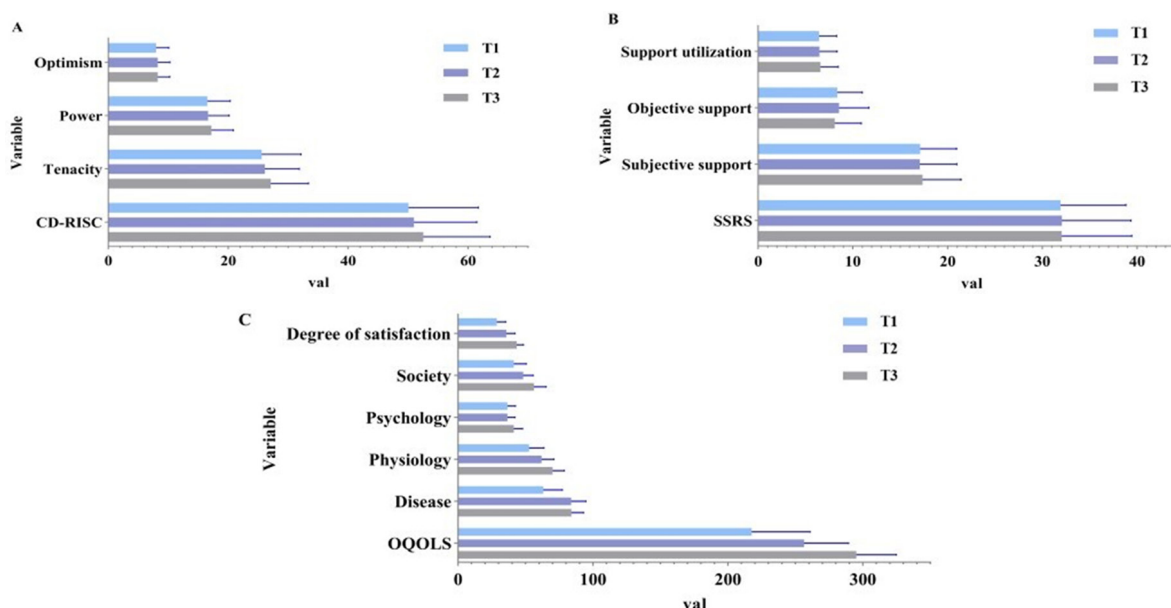 A
T1
T2
T3
Optimism
Power
Tenacity
CD-RISC
Variable
0 20 40 60
val
B
T1
T2
T3
Support utilization
Objective support
Subjective support
SSRS
Variable
0 10 20 30 40
val
C
T1
T2
T3
Degree of satisfaction
Society
Psychology
Physiology
Disease
OQOLS
Variable
0 100 200 300
val